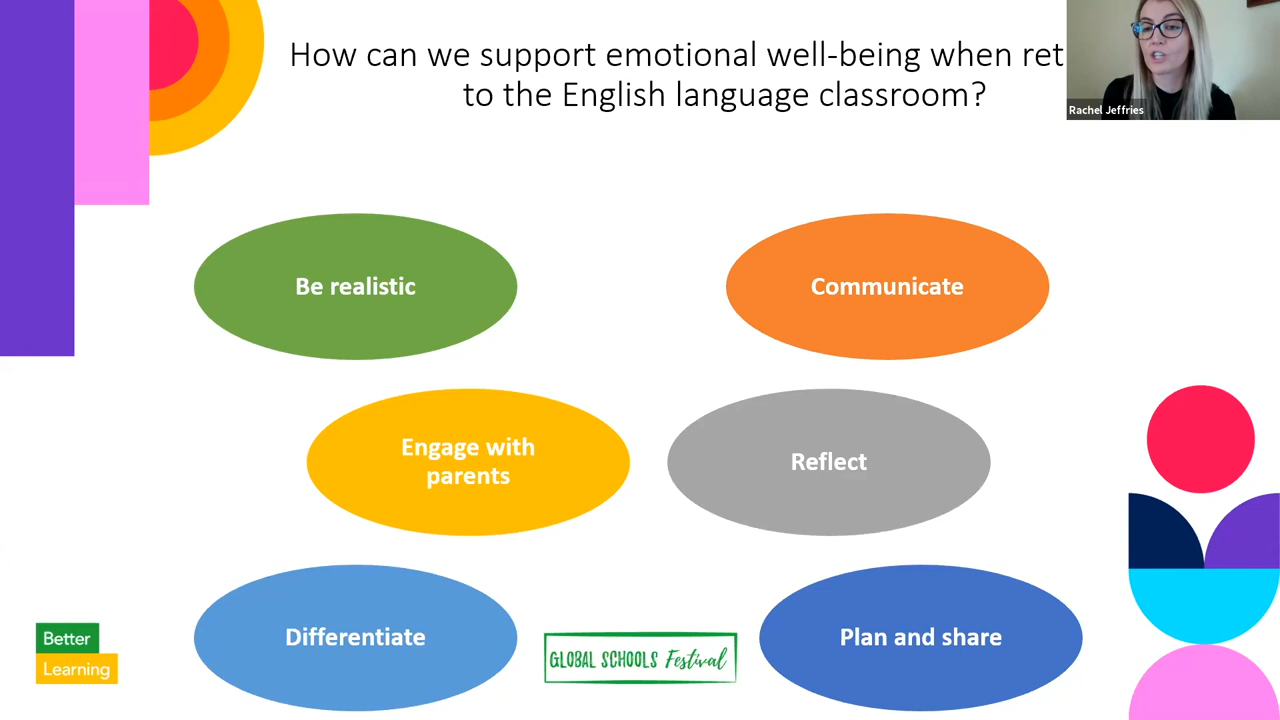 How can we support emotional well-being when ret
to the English language classroom?
Rachel Jeffries
Be realistic
Communicate
Engage with
parents
Reflect
Differentiate
Plan and share
Better
Learning
GLOBAL SCHOOLS Festival